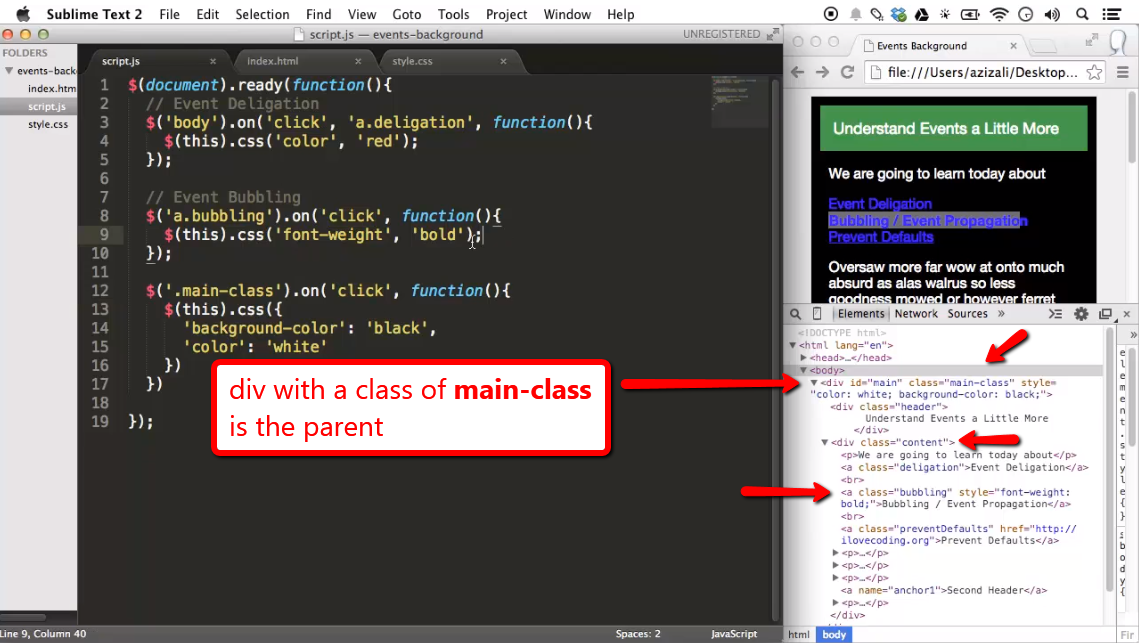 Sublime Text 2 File Edit Selection Find View Goto Tools Project Window Help
script.js — events-background
UNREGISTERED
FOLDERS
events-back
index.htm
script.js
style.css
script.js × index.html × style.css ×
1 $(document).ready(function(){
2 // Event Deligation
3 $('body').on('click', 'a.deligation', function(){
4 $(this).css('color', 'red');
5 });
6
7 // Event Bubbling
8 $('a.bubbling').on('click', function(){
9 $(this).css('font-weight', 'bold');
10 });
11
12 $('.main-class').on('click', function(){
13 $(this).css({
14 'background-color': 'black',
15 'color': 'white'
16 })
17 })
18
19 });
div with a class of main-class
is the parent
Line 9, Column 40
Spaces: 2
JavaScript
Events Background ×
file:///Users/azizali/Desktop...
Understand Events a Little More
We are going to learn today about
Event Deligation
Bubbling / Event Propagation
Prevent Defaults
Oversaw more far wow at onto much
absurd as alas walrus so less
goodness mowed or however ferret
Elements Network Sources » ×
<!DOCTYPE html>
<html lang="en">
<head>…</head>
<body>
<div id="main" class="main-class" style=
"color: white; background-color: black;">
<div class="header">
Understand Events a Little More
</div>
<div class="content">
<p>We are going to learn today about</p>
<a class="deligation">Event Deligation</a>
<br>
<a class="bubbling" style="font-weight:
bold;">Bubbling / Event Propagation</a>
<br>
<a class="preventDefaults" href="http://
ilovecoding.org">Prevent Defaults</a>
<p>…</p>
<p>…</p>
<p>…</p>
<a name="anchor1">Second Header</a>
<p>…</p>
</div>
html body